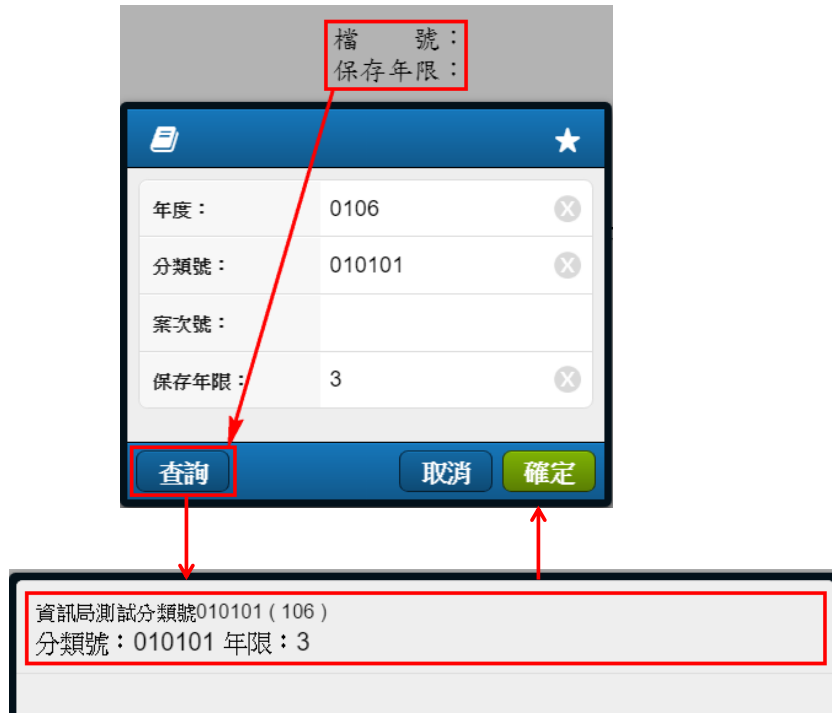 檔　　號：
保存年限：
年度： 0106
分類號： 010101
案次號：
保存年限： 3
查詢 取消 確定
資訊局測試分類號010101 ( 106 )
分類號：010101 年限：3